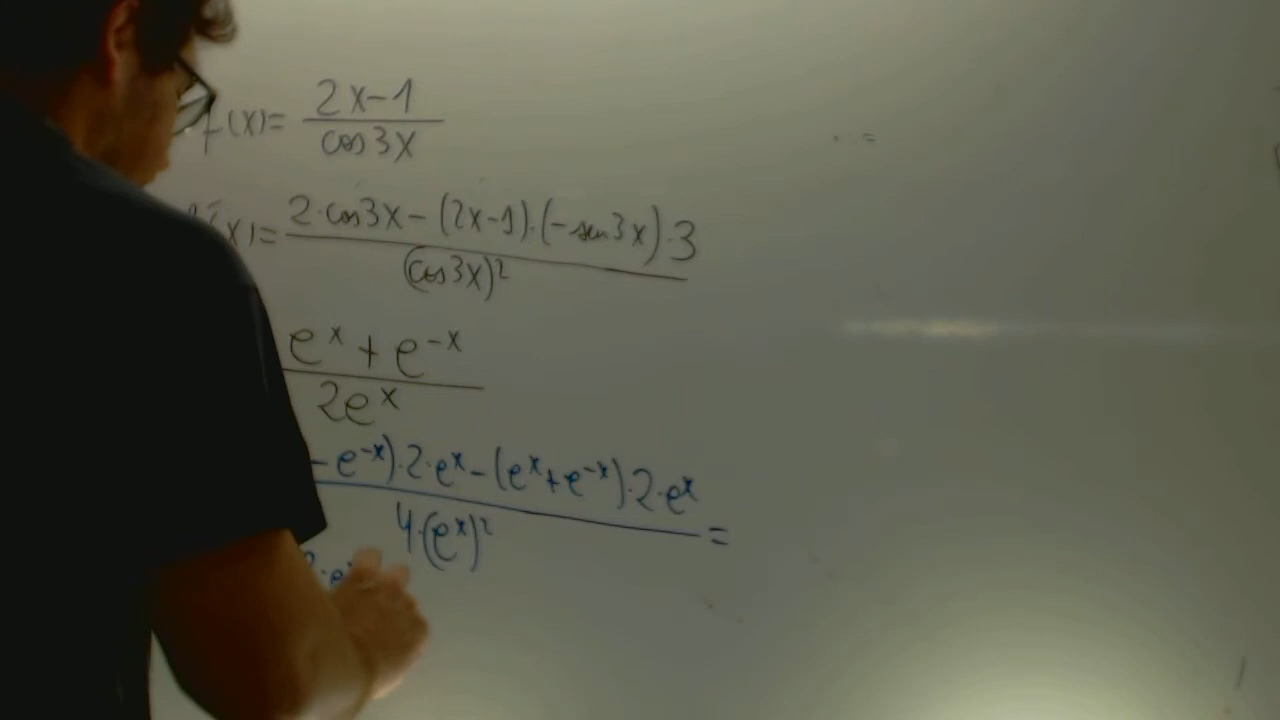 f(x)= (2x-1)/(cos3x)
(x)= (2·cos3x-(2x-1)·(-sen3x)·3)/((cos3x)²)
(eˣ+e⁻ˣ)/(2eˣ)
(-e⁻ˣ)·2·eˣ-(eˣ+e⁻ˣ)·2·eˣ)/(4·(eˣ)²) =